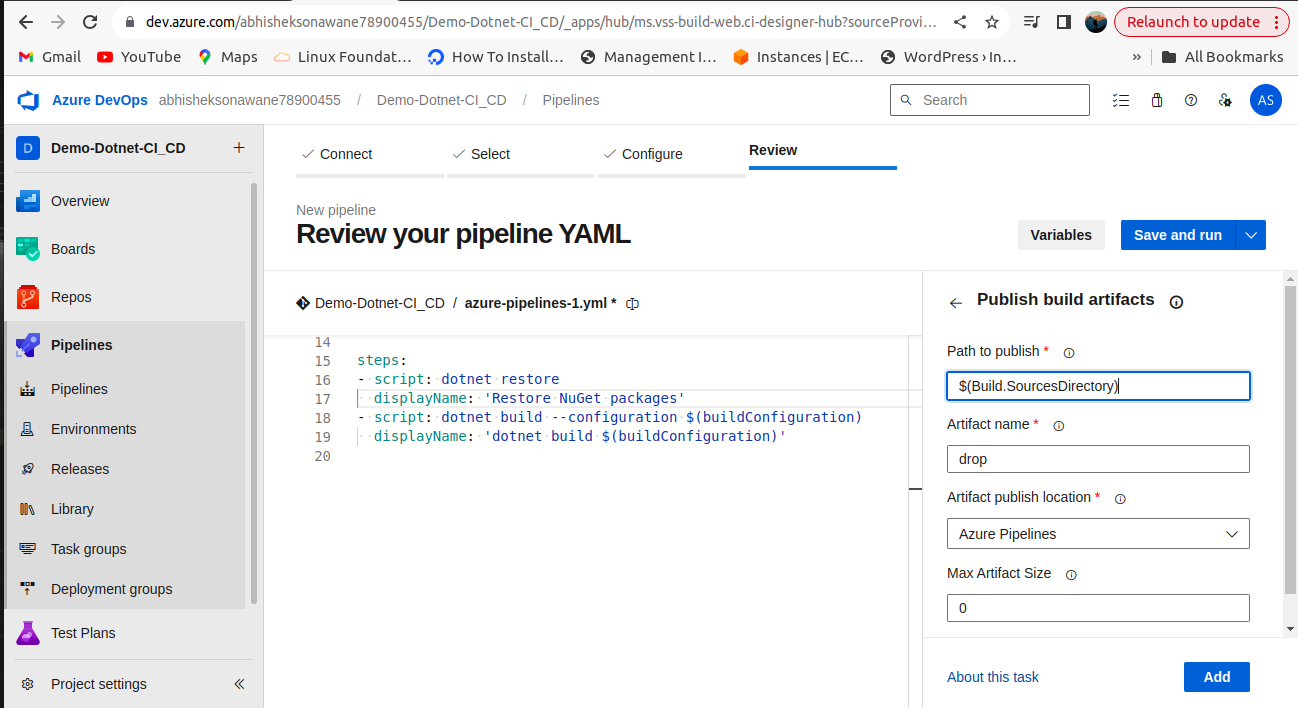 dev.azure.com/abhisheksonawane78900455/Demo-Dotnet-CI_CD/_apps/hub/ms.vss-build-web.ci-designer-hub?sourceProvi...
Relaunch to update
Gmail YouTube Maps Linux Foundat... How To Install... Management I... Instances | EC... WordPress › In... » All Bookmarks
Azure DevOps abhisheksonawane78900455 / Demo-Dotnet-CI_CD / Pipelines
Search
AS
D Demo-Dotnet-CI_CD +
Overview
Boards
Repos
Pipelines
Pipelines
Environments
Releases
Library
Task groups
Deployment groups
Test Plans
Project settings
Connect Select Configure Review
New pipeline
Review your pipeline YAML
Variables Save and run
Demo-Dotnet-CI_CD / azure-pipelines-1.yml *
14
15 steps:
16 - script: dotnet restore
17 displayName: 'Restore NuGet packages'
18 - script: dotnet build --configuration $(buildConfiguration)
19 displayName: 'dotnet build $(buildConfiguration)'
20
Publish build artifacts
Path to publish *
$(Build.SourcesDirectory)
Artifact name *
drop
Artifact publish location *
Azure Pipelines
Max Artifact Size
0
About this task Add